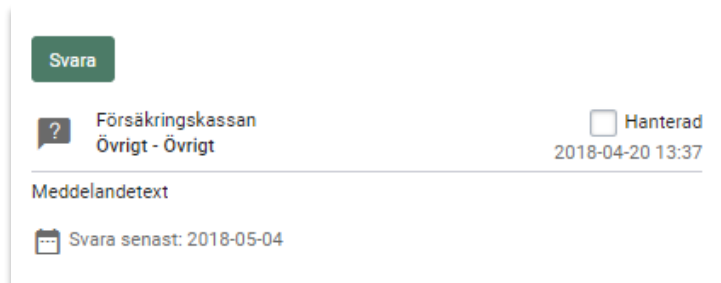 Svara
Försäkringskassan
Hanterad
Övrigt - Övrigt
2018-04-20 13:37
Meddelandetext
Svara senast: 2018-05-04